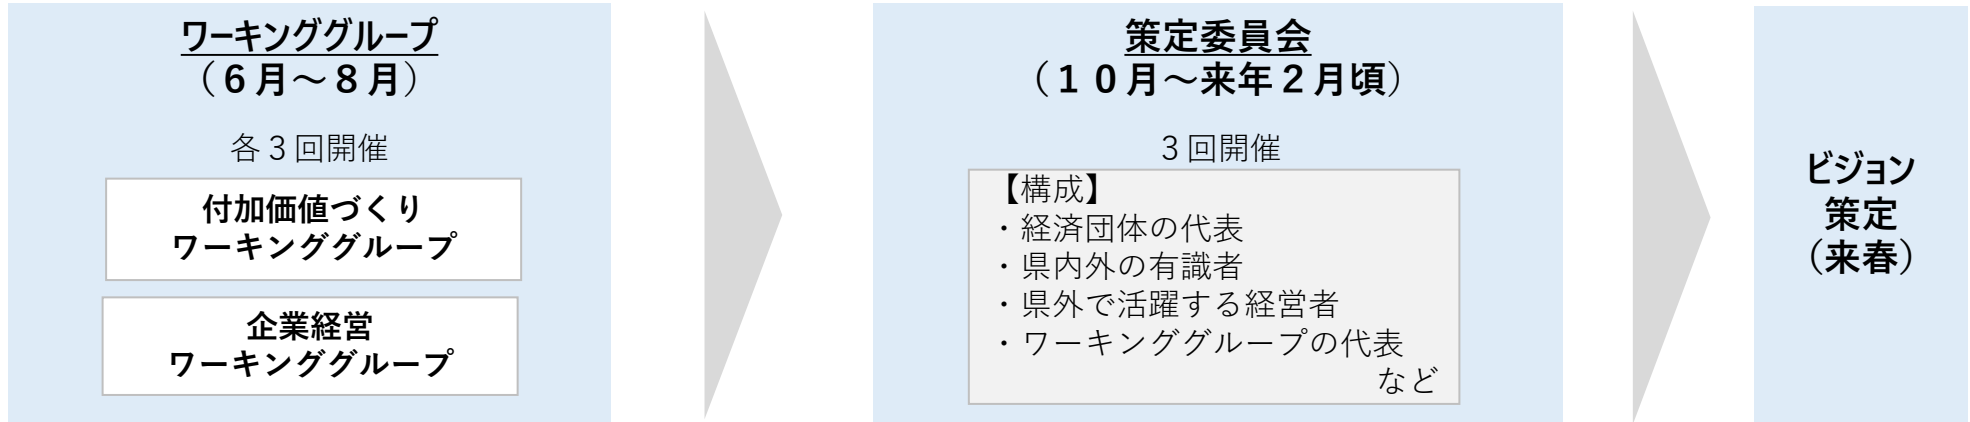 ワーキンググループ
（６月～８月）
各３回開催
付加価値づくり
ワーキンググループ
企業経営
ワーキンググループ
策定委員会
（１０月～来年２月頃）
３回開催
【構成】
・経済団体の代表
・県内外の有識者
・県外で活躍する経営者
・ワーキンググループの代表
など
ビジョン
策定
（来春）